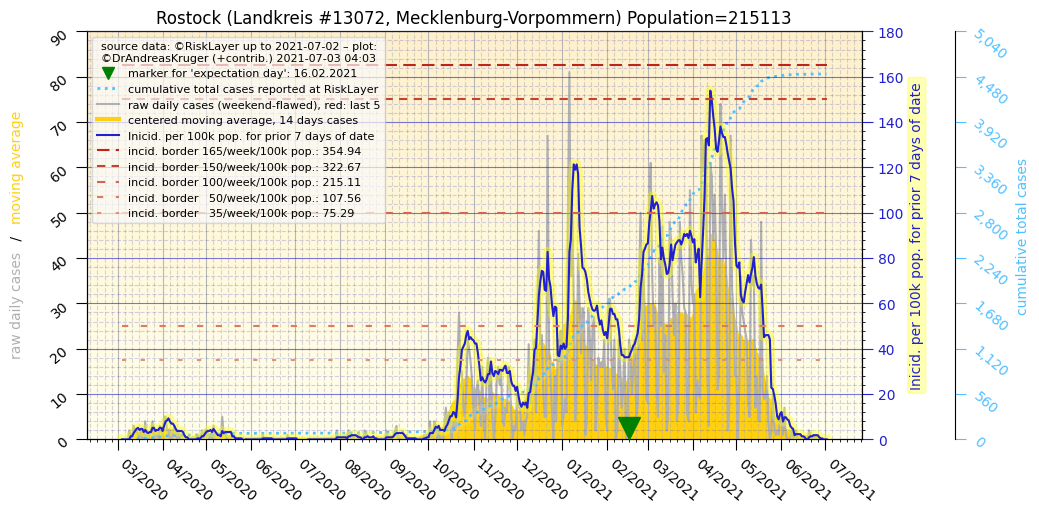 Rostock (Landkreis #13072, Mecklenburg-Vorpommern) Population=215113
source data: ©RiskLayer up to 2021-07-02 – plot:
©DrAndreasKruger (+contrib.) 2021-07-03 04:03
marker for 'expectation day': 16.02.2021
cumulative total cases reported at RiskLayer
raw daily cases (weekend-flawed), red: last 5
centered moving average, 14 days cases
Inicid. per 100k pop. for prior 7 days of date
incid. border 165/week/100k pop.: 354.94
incid. border 150/week/100k pop.: 322.67
incid. border 100/week/100k pop.: 215.11
incid. border   50/week/100k pop.: 107.56
incid. border   35/week/100k pop.: 75.29
raw daily cases  /  moving average
90
80
70
60
50
40
30
20
10
0
03/2020
04/2020
05/2020
06/2020
07/2020
08/2020
09/2020
10/2020
11/2020
12/2020
01/2021
02/2021
03/2021
04/2021
05/2021
06/2021
07/2021
180
160
140
120
100
80
60
40
20
0
Inicid. per 100k pop. for prior 7 days of date
5,040
4,480
3,920
3,360
2,800
2,240
1,680
1,120
560
0
cumulative total cases